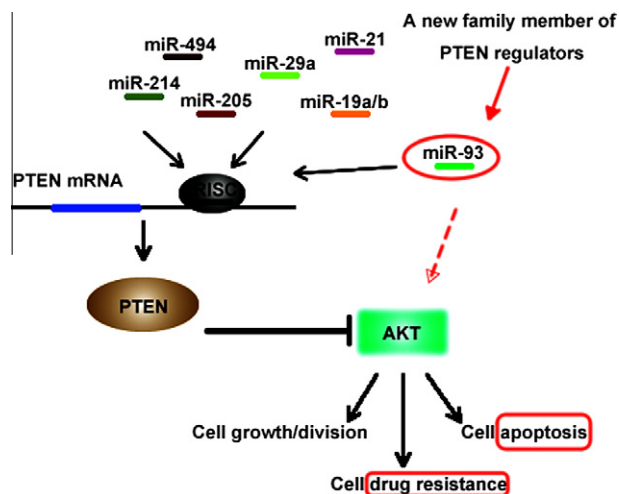 A new family member of
PTEN regulators
miR-494
miR-21
miR-29a
miR-214
miR-205
miR-19a/b
miR-93
PTEN mRNA
RISC
PTEN
AKT
Cell growth/division
Cell apoptosis
Cell drug resistance